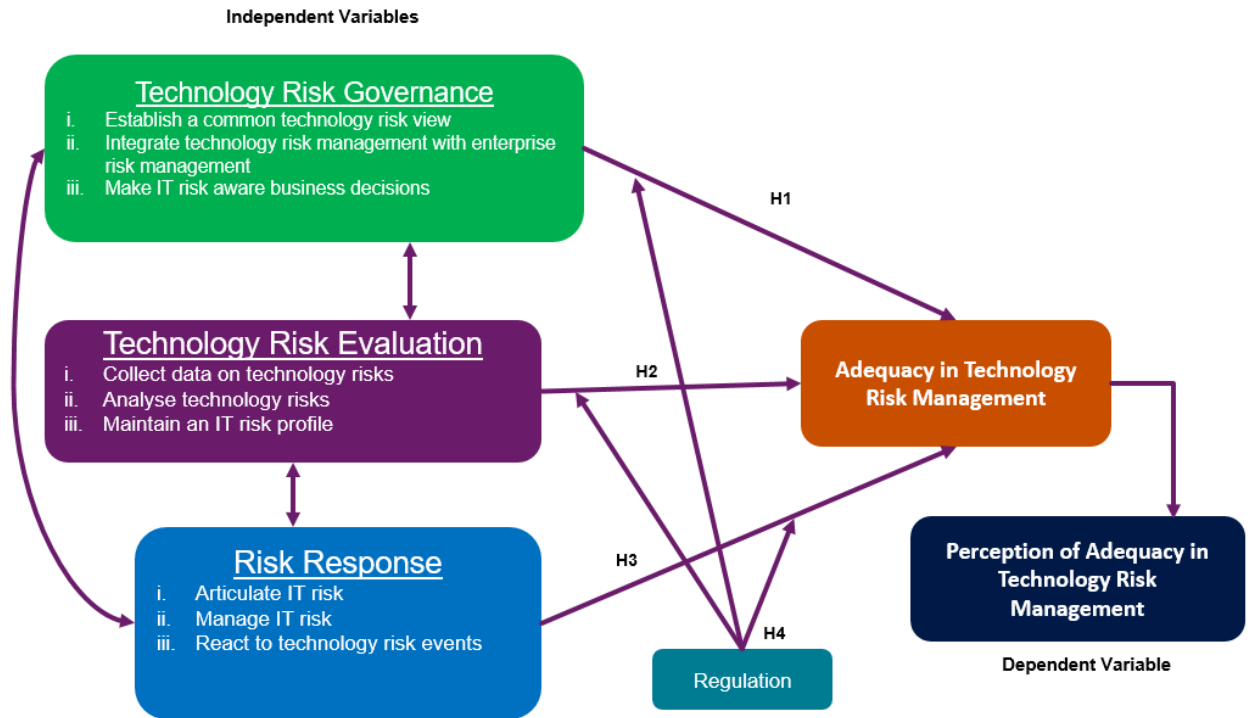 Independent Variables
Technology Risk Governance
i. Establish a common technology risk view
ii. Integrate technology risk management with enterprise
risk management
iii. Make IT risk aware business decisions
H1
Technology Risk Evaluation
i. Collect data on technology risks
ii. Analyse technology risks
iii. Maintain an IT risk profile
H2
Adequacy in Technology
Risk Management
Risk Response
i. Articulate IT risk
ii. Manage IT risk
iii. React to technology risk events
H3
H4
Regulation
Perception of Adequacy in
Technology Risk
Management
Dependent Variable